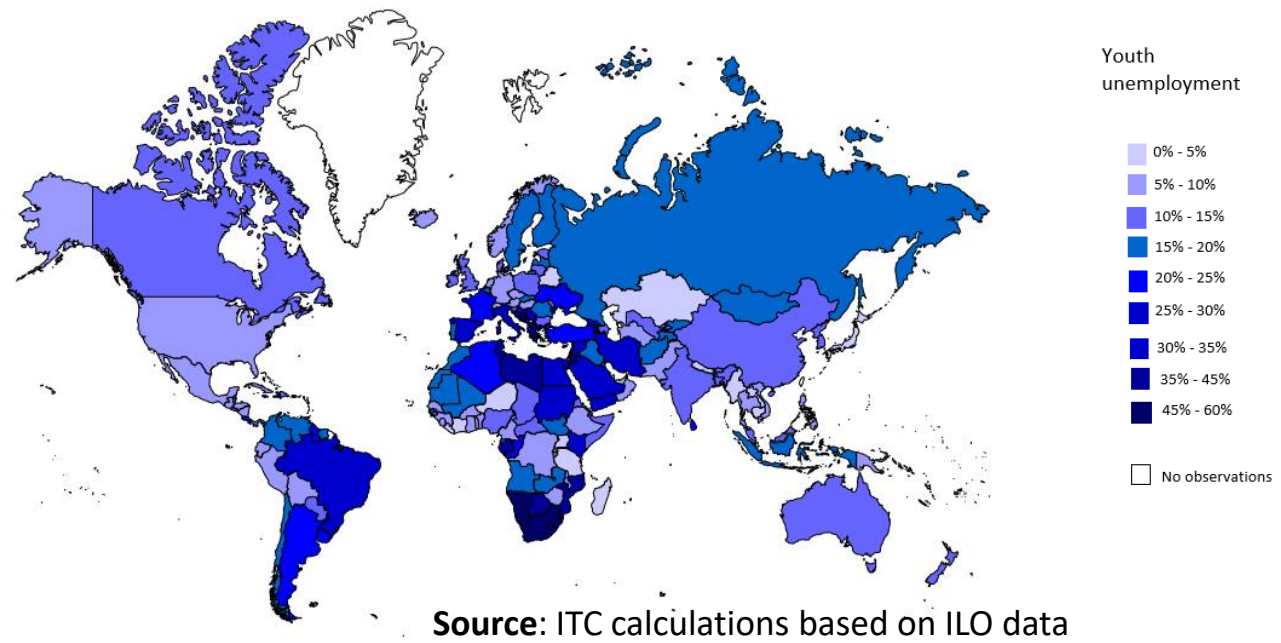 Youth
unemployment
0% - 5%
5% - 10%
10% - 15%
15% - 20%
20% - 25%
25% - 30%
30% - 35%
35% - 45%
45% - 60%
No observations
Source: ITC calculations based on ILO data